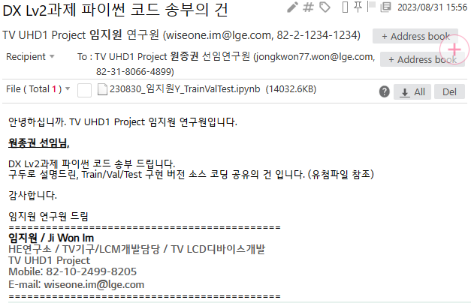 DX Lv2과제 파이썬 코드 송부의 건
2023/08/31 15:56
TV UHD1 Project 임지원 연구원 (wiseone.im@lge.com, 82-2-1234-1234)
+ Address book
Recipient
To : TV UHD1 Project 원종권 선임연구원 (jongkwon77.won@lge.com,
82-31-8066-4899)
+ Address book
File ( Total 1 )
230830_임지원Y_TrainValTest.ipynb (14032.6KB)
All
Del
안녕하십니까. TV UHD1 Project 임지원 연구원입니다.
원종권 선임님,
DX Lv2과제 파이썬 코드 송부 드립니다.
구두로 설명드린, Train/Val/Test 구현 버전 소스 코딩 공유의 건 입니다. (유첨파일 참조)
감사합니다.
임지원 연구원 드림
============================================
임지원 / Ji Won Im
HE연구소 / TV기구/LCM개발담당 / TV LCD디바이스개발
TV UHD1 Project
Mobile: 82-10-2499-8205
E-mail: wiseone.im@lge.com
============================================